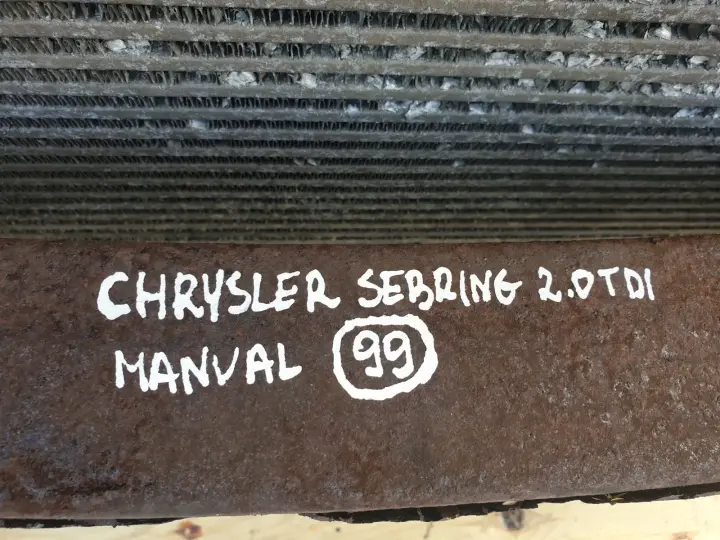 CHRYSLER SEBRING 2.0TDI
MANUAL 99